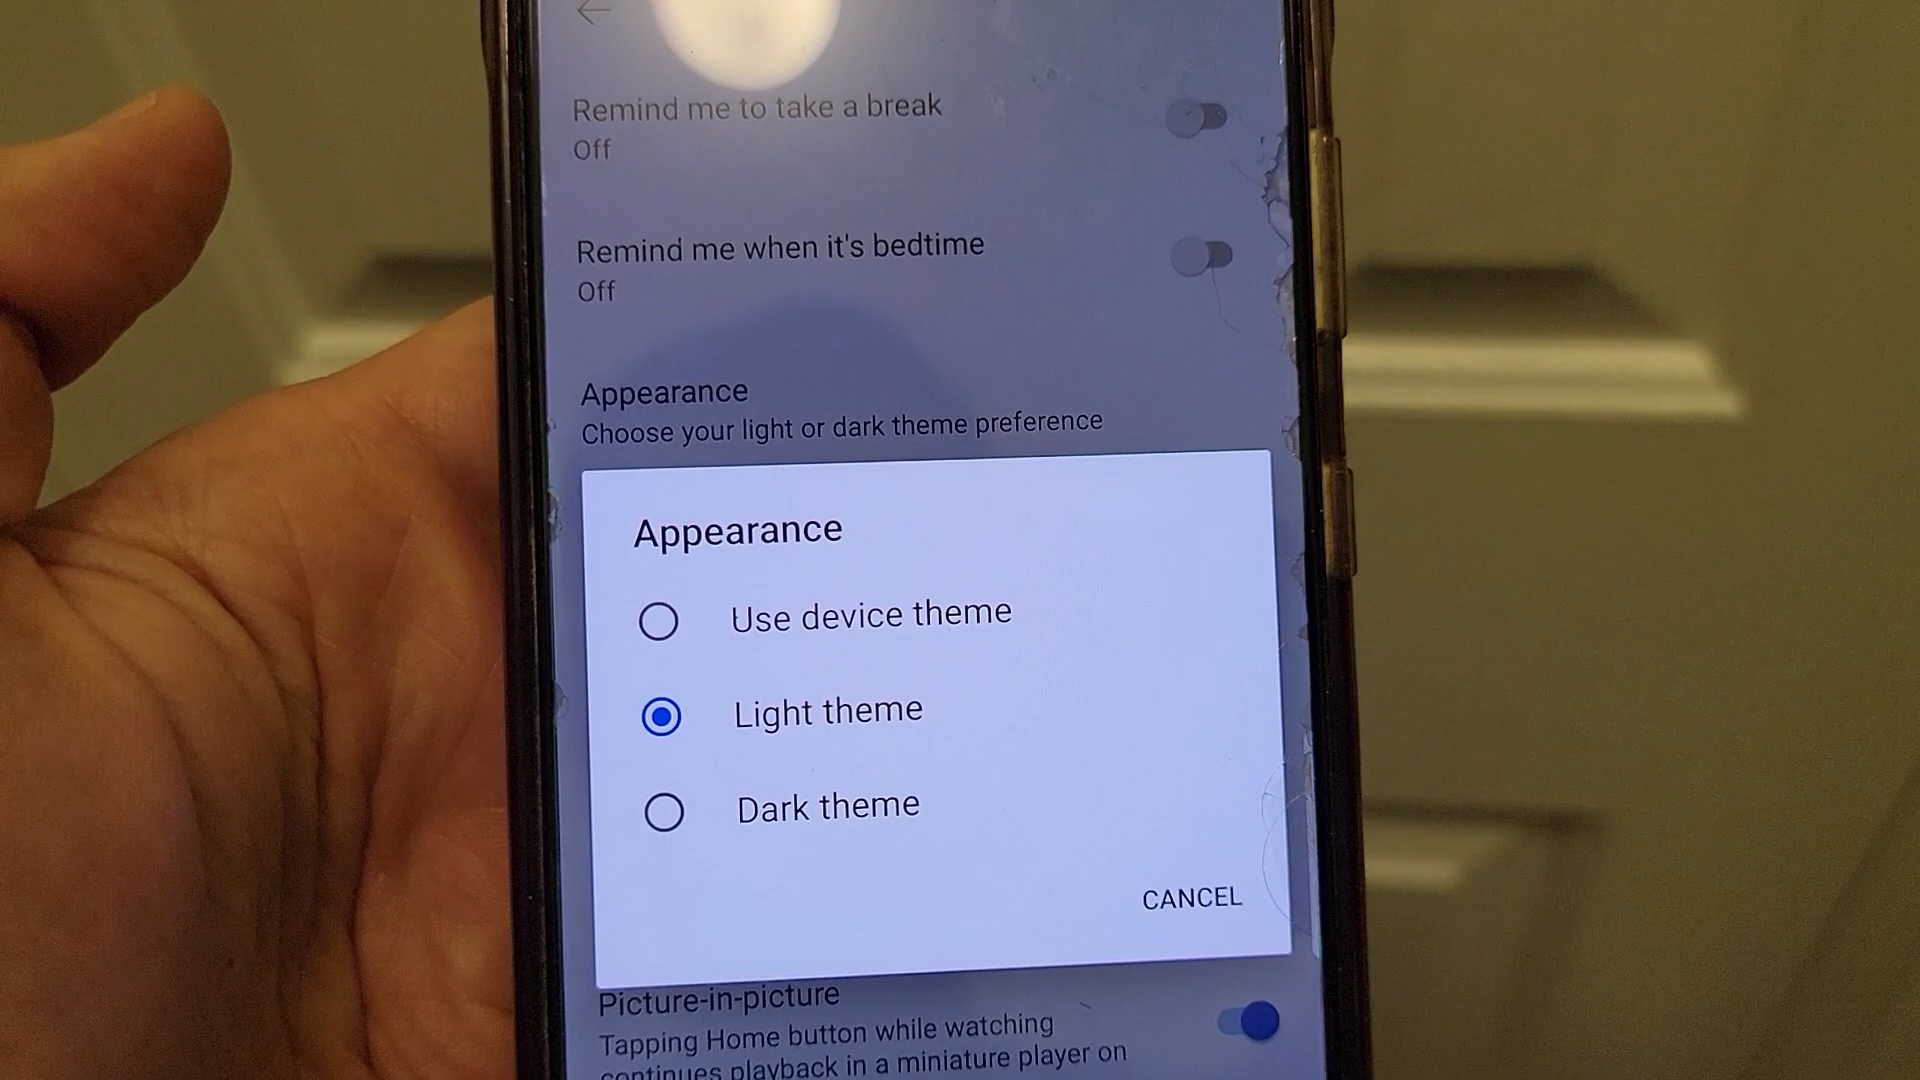 Remind me to take a break
Off
Remind me when it's bedtime
Off
Appearance
Choose your light or dark theme preference
Appearance
Use device theme
Light theme
Dark theme
CANCEL
Picture-in-picture
Tapping Home button while watching
continues playback in a miniature player on